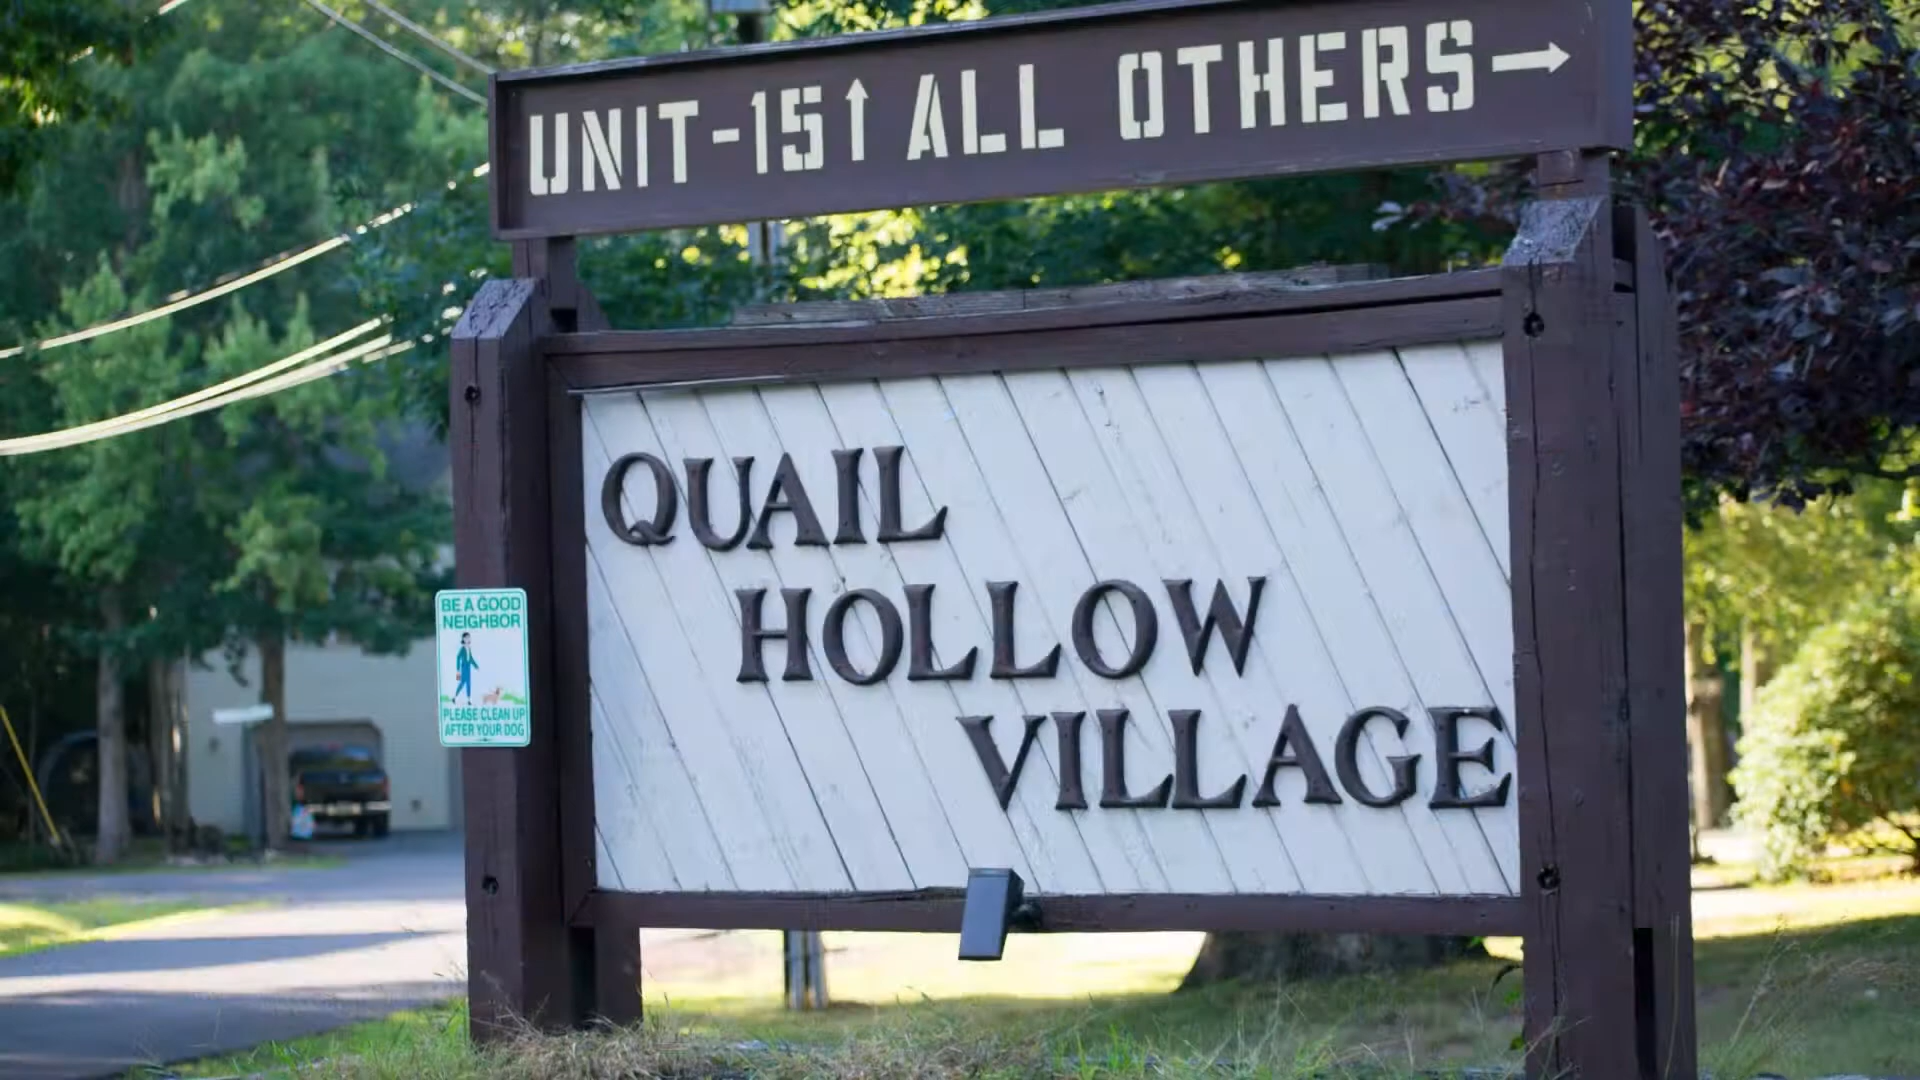 UNIT-15↑ ALL OTHERS→
QUAIL
HOLLOW
VILLAGE
BE A GOOD
NEIGHBOR
PLEASE CLEAN UP
AFTER YOUR DOG